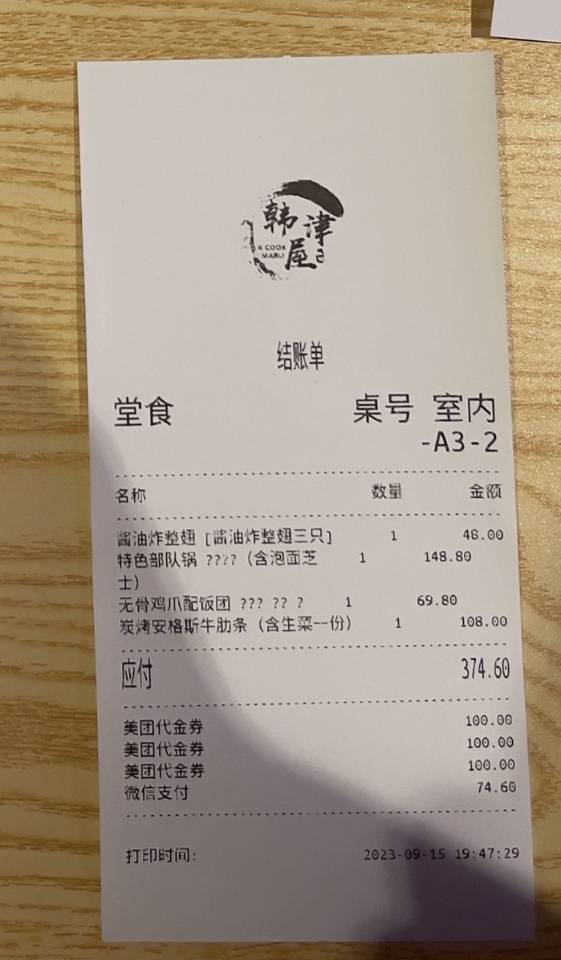 韩津
K COOK
MARU
屋
结账单
堂食 桌号 室内
-A3-2
名称 数量 金额
酱油炸整翅 [酱油炸整翅三只] 1 48.00
特色部队锅 ???? (含泡面芝 1 148.80
士)
无骨鸡爪配饭团 ??? ?? ? 1 69.80
炭烤安格斯牛肋条 (含生菜一份) 1 108.00
应付 374.60
美团代金券 100.00
美团代金券 100.00
美团代金券 100.00
微信支付 74.60
打印时间: 2023-09-15 19:47:29